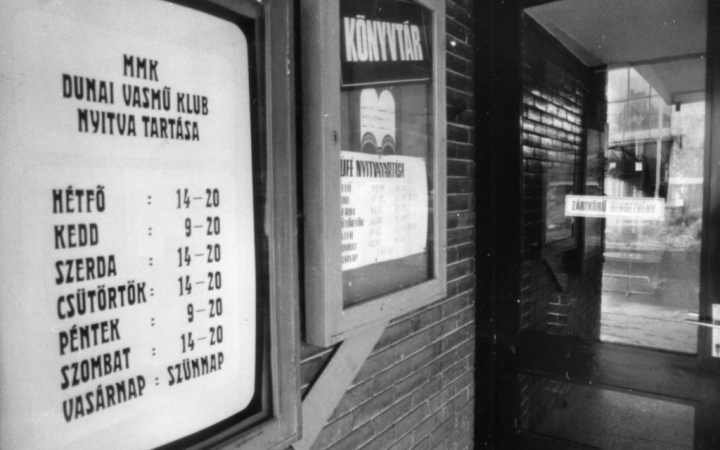 MMK
DUNAI VASMŰ KLUB
NYITVA TARTÁSA
HÉTFŐ : 14-20
KEDD : 9-20
SZERDA : 14-20
CSÜTÖRTÖK: 14-20
PÉNTEK : 9-20
SZOMBAT : 14-20
VASÁRNAP : SZÜNNAP
KÖNYVTÁR
NYITVATARTÁSA
ZÁRTKÖRŰ RENDEZVÉNY